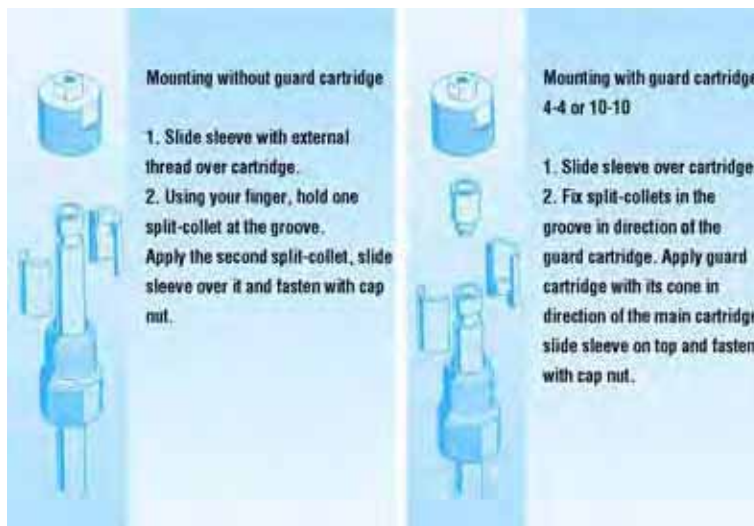 Mounting without guard cartridge
1. Slide sleeve with external
thread over cartridge.
2. Using your finger, hold one
split-collet at the groove.
Apply the second split-collet, slide
sleeve over it and fasten with cap
nut.
Mounting with guard cartridge
4-4 or 10-10
1. Slide sleeve over cartridge
2. Fix split-collets in the
groove in direction of the
guard cartridge. Apply guard
cartridge with its cone in
direction of the main cartridge
slide sleeve on top and fasten
with cap nut.